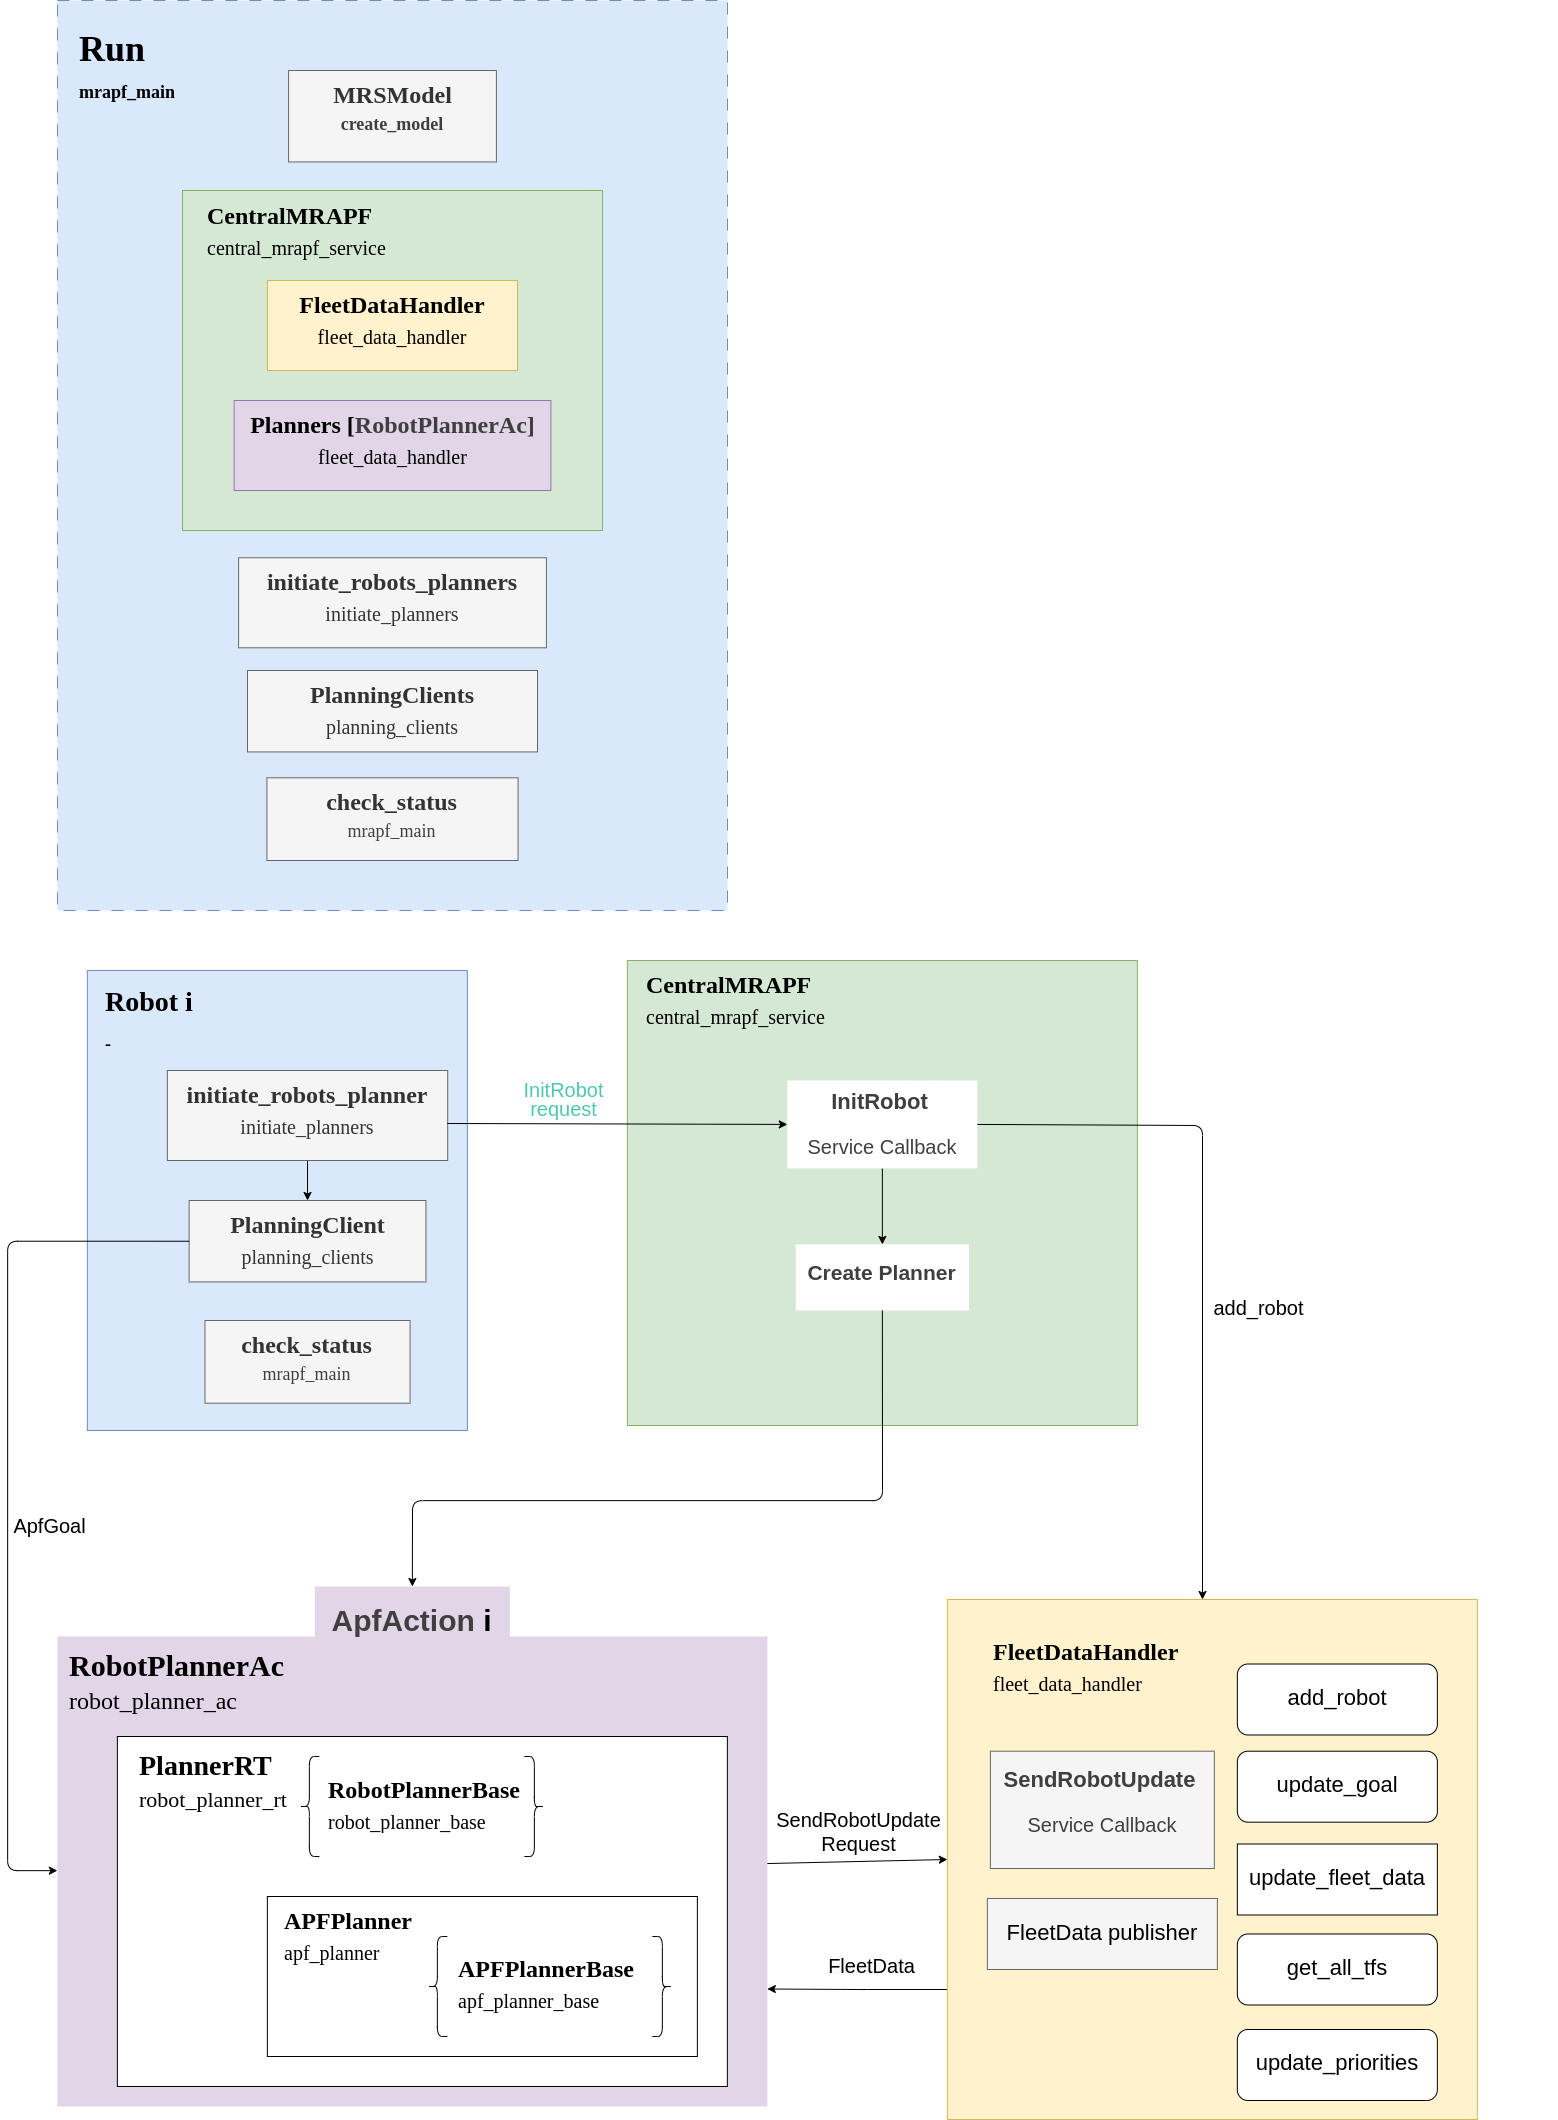 Run
mrapf_main
MRSModel
create_model
CentralMRAPF
central_mrapf_service
FleetDataHandler
fleet_data_handler
Planners [RobotPlannerAc]
fleet_data_handler
initiate_robots_planners
initiate_planners
PlanningClients
planning_clients
check_status
mrapf_main
Robot i
-
initiate_robots_planner
initiate_planners
PlanningClient
planning_clients
check_status
mrapf_main
InitRobot
request
CentralMRAPF
central_mrapf_service
InitRobot
Service Callback
Create Planner
add_robot
ApfGoal
ApfAction i
RobotPlannerAc
robot_planner_ac
PlannerRT
robot_planner_rt
RobotPlannerBase
robot_planner_base
APFPlanner
apf_planner
APFPlannerBase
apf_planner_base
SendRobotUpdate
Request
FleetData
FleetDataHandler
fleet_data_handler
SendRobotUpdate
Service Callback
FleetData publisher
add_robot
update_goal
update_fleet_data
get_all_tfs
update_priorities